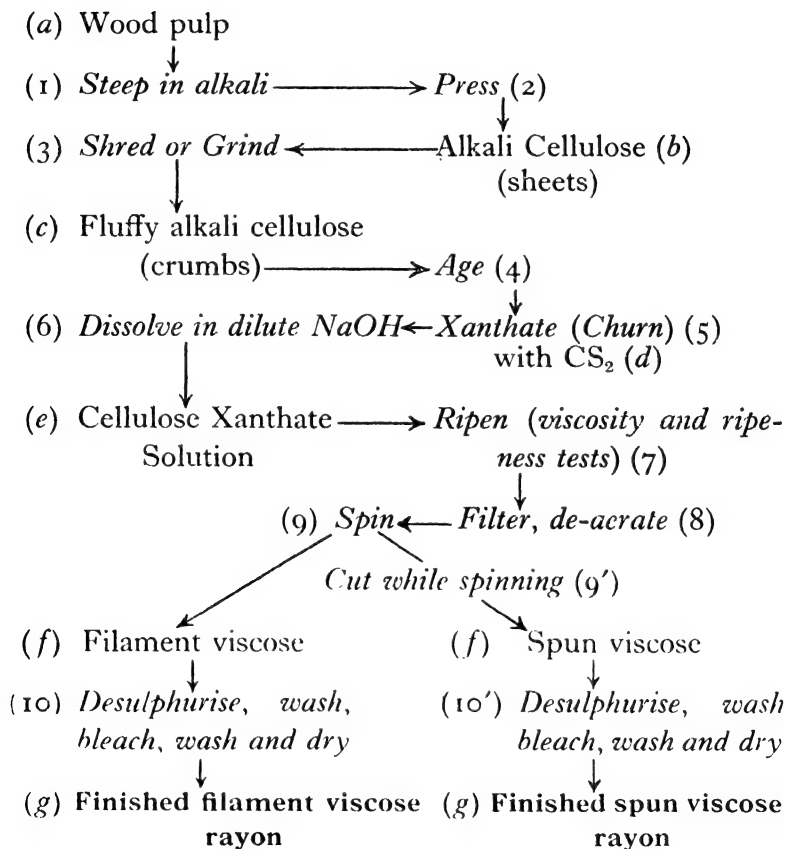 (a) Wood pulp
(1) Steep in alkali Press (2)
(3) Shred or Grind Alkali Cellulose (b)
(sheets)
(c) Fluffy alkali cellulose
(crumbs) Age (4)
(6) Dissolve in dilute NaOH Xanthate (Churn) (5)
with CS₂ (d)
(e) Cellulose Xanthate Ripen (viscosity and ripe-
Solution ness tests) (7)
(9) Spin Filter, de-acrate (8)
Cut while spinning (9′)
(f) Filament viscose (f) Spun viscose
(10) Desulphurise, wash, (10′) Desulphurise, wash
bleach, wash and dry bleach, wash and dry
(g) Finished filament viscose (g) Finished spun viscose
rayon rayon